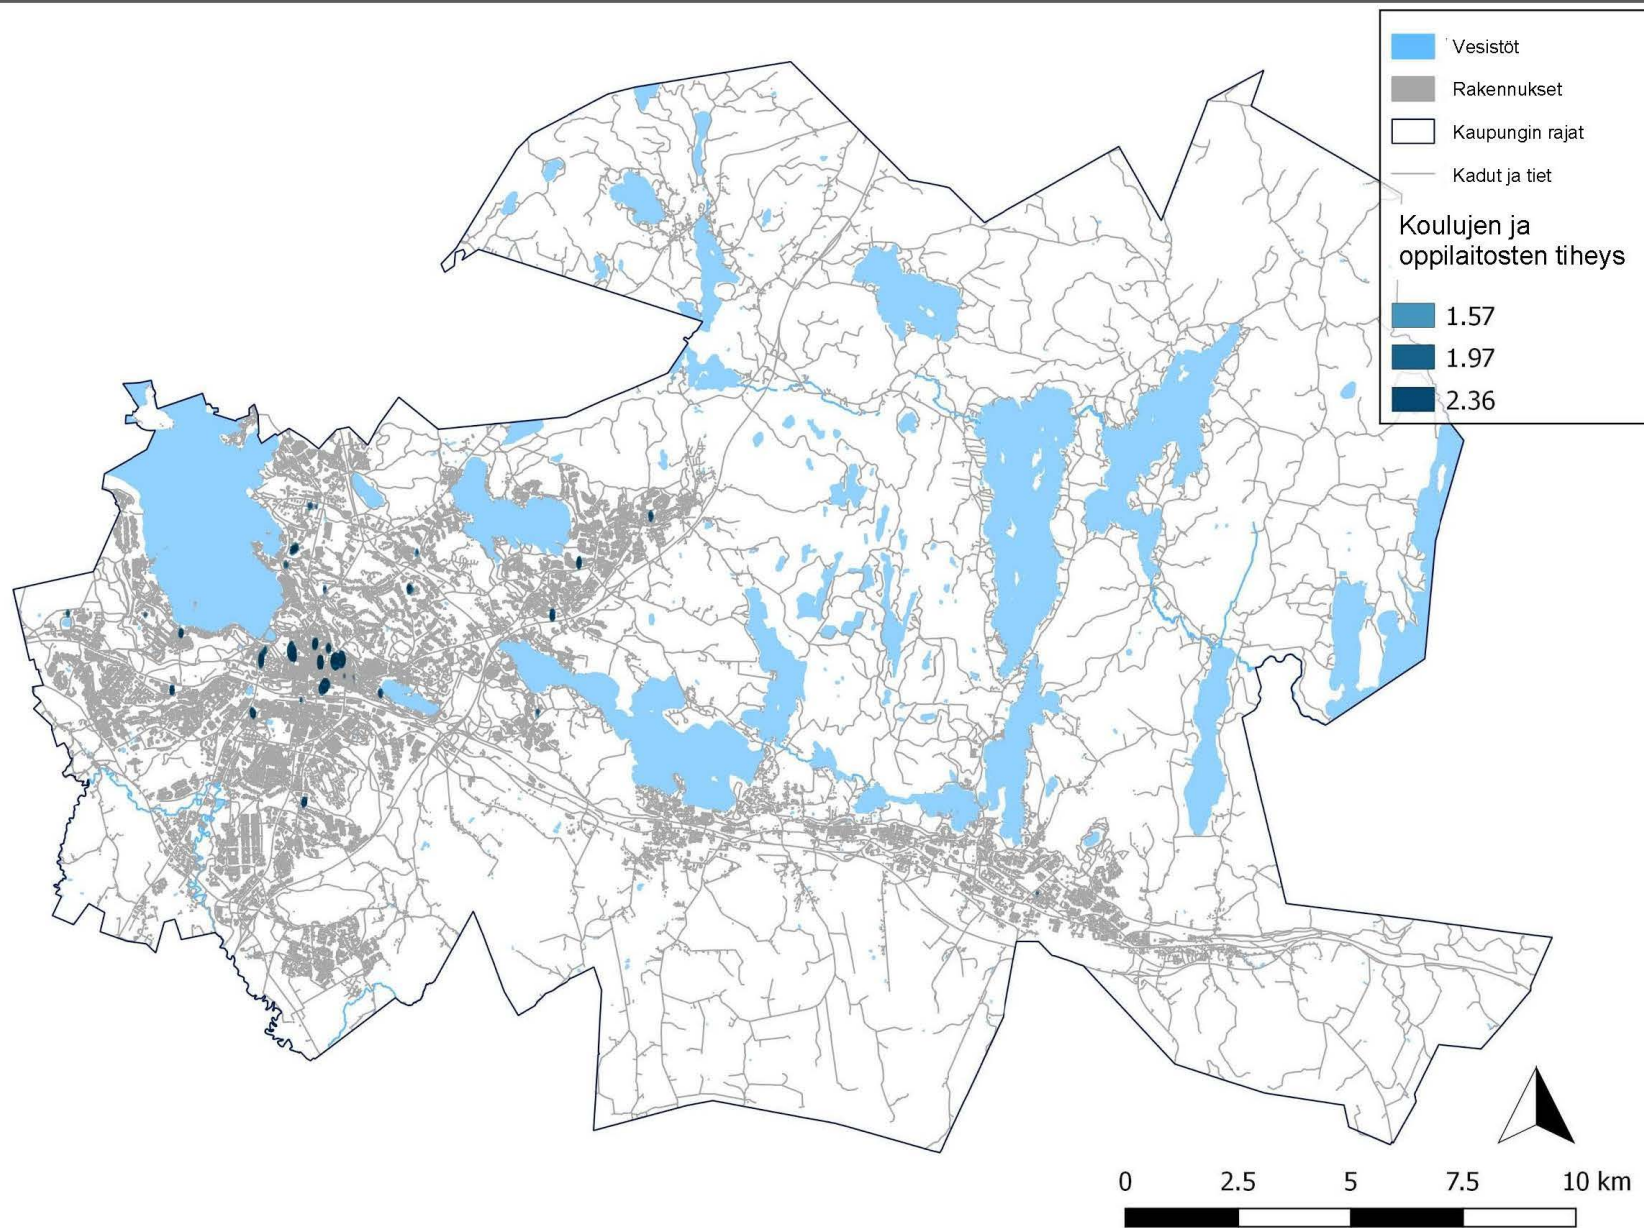 Vesistöt
Rakennukset
Kaupungin rajat
Kadut ja tiet
Koulujen ja
oppilaitosten tiheys
1.57
1.97
2.36
0 2.5 5 7.5 10 km